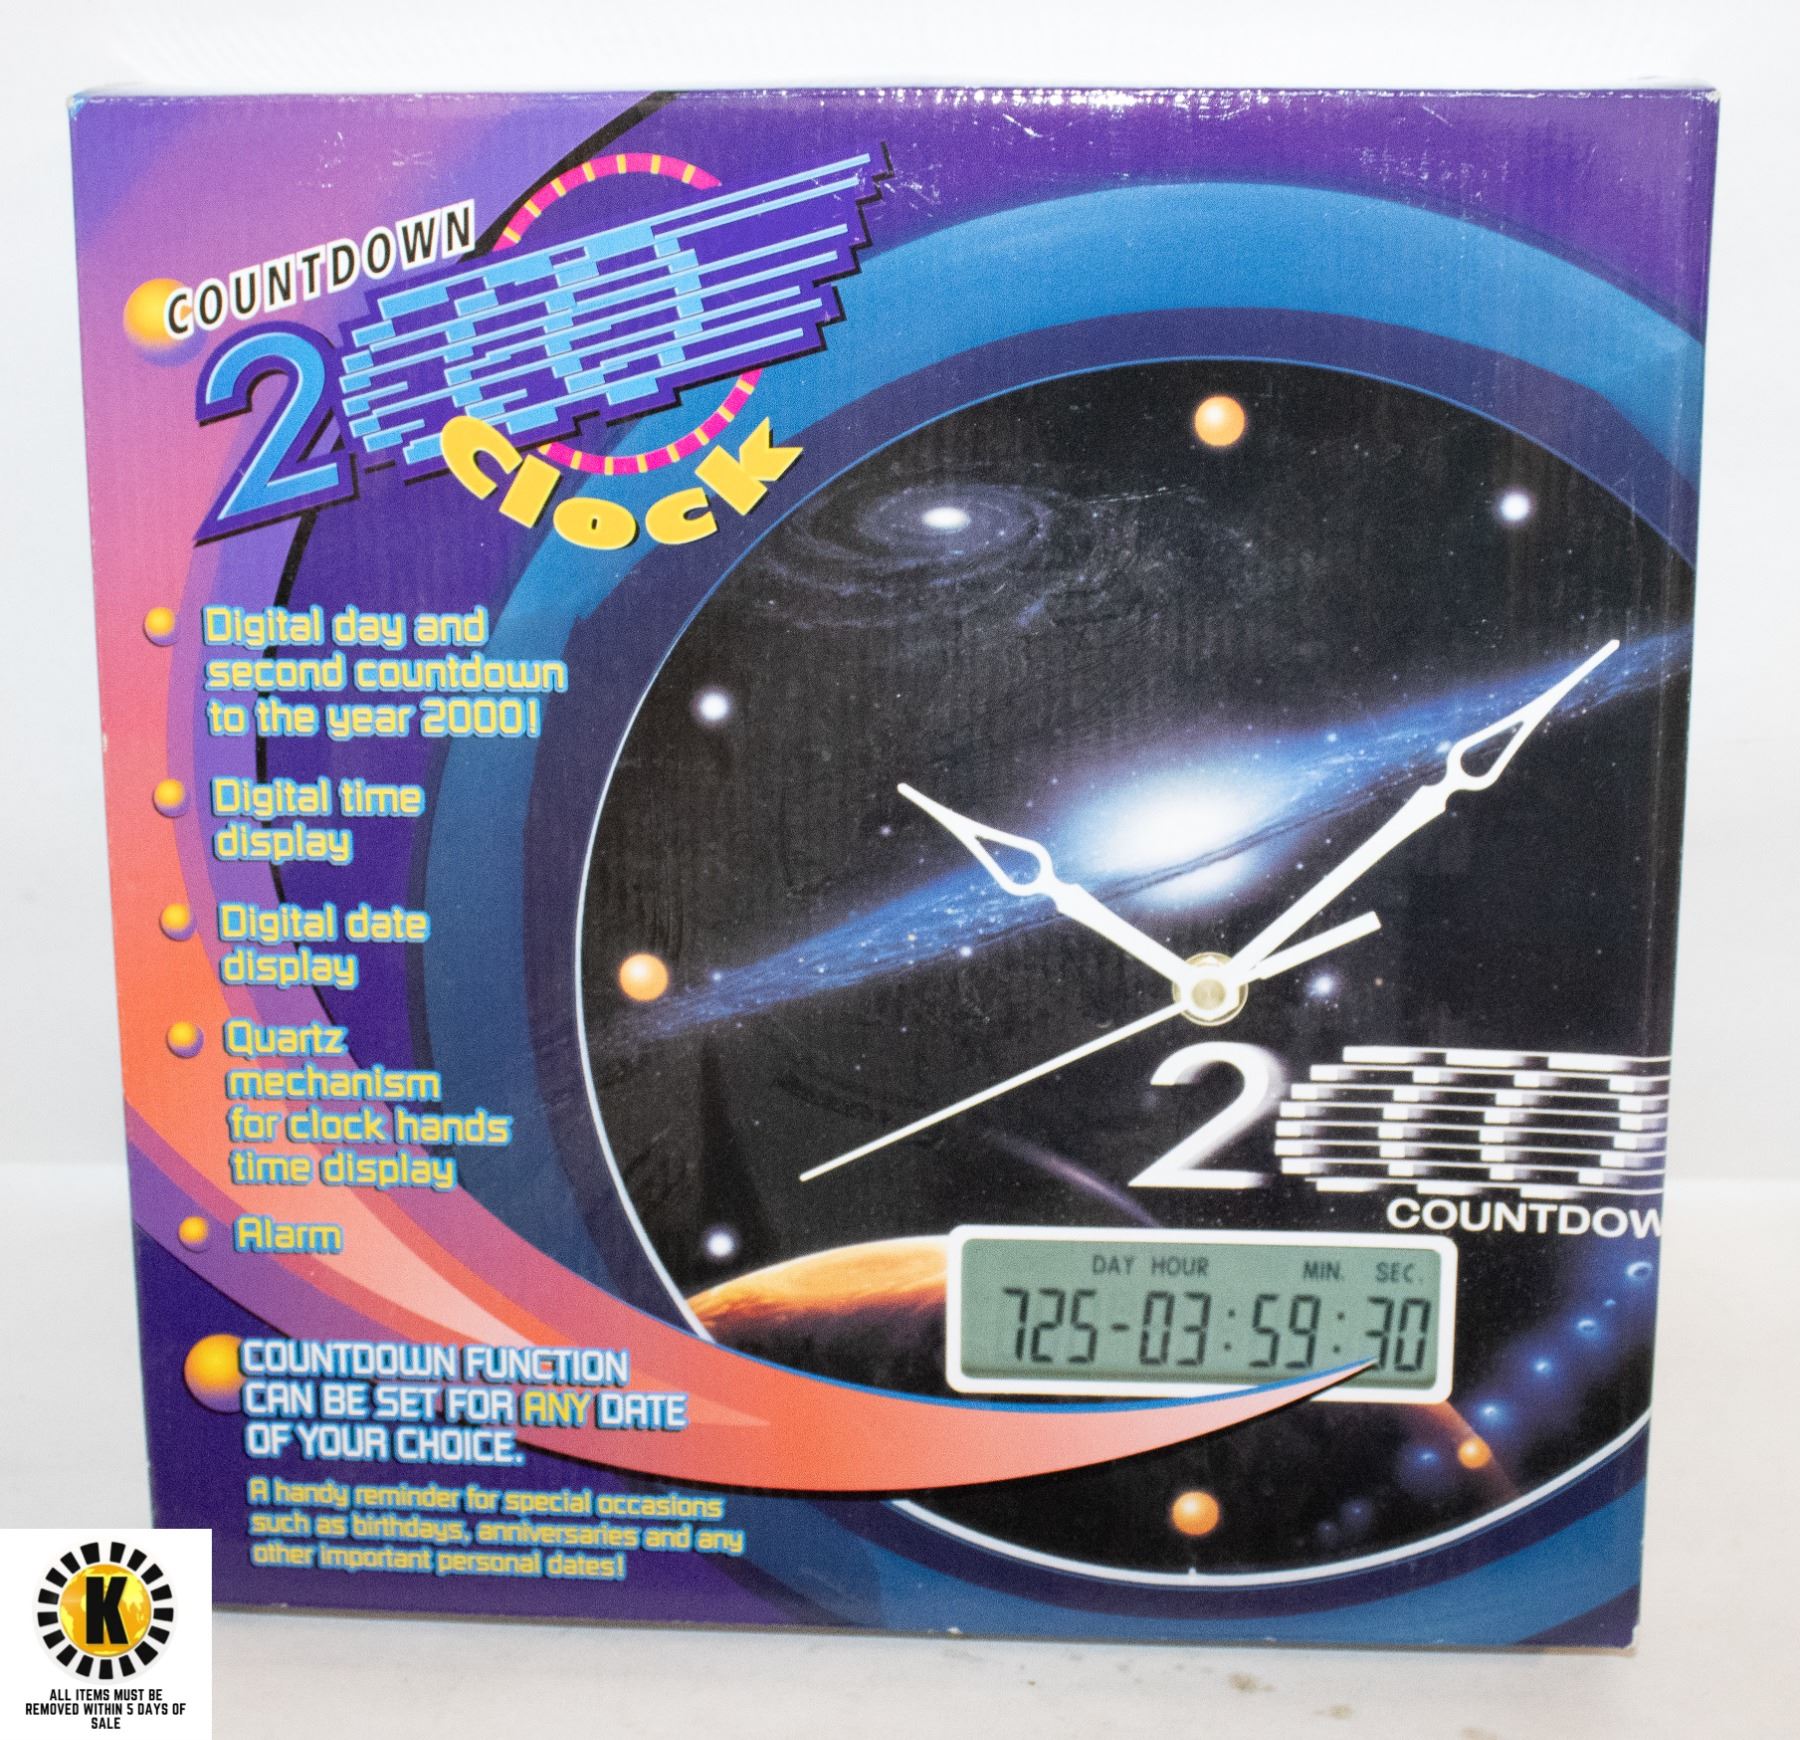 COUNTDOWN
2000
Clock
Digital day and
second countdown
to the year 2000!
Digital time
display
Digital date
display
Quartz
mechanism
for clock hands
time display
Alarm
COUNTDOWN FUNCTION
CAN BE SET FOR ANY DATE
OF YOUR CHOICE.
A handy reminder for special occasions
such as birthdays, anniversaries and any
other important personal dates!
2000
COUNTDOW
DAY HOUR MIN. SEC.
725-03:59:30
K
ALL ITEMS MUST BE
REMOVED WITHIN 5 DAYS OF
SALE